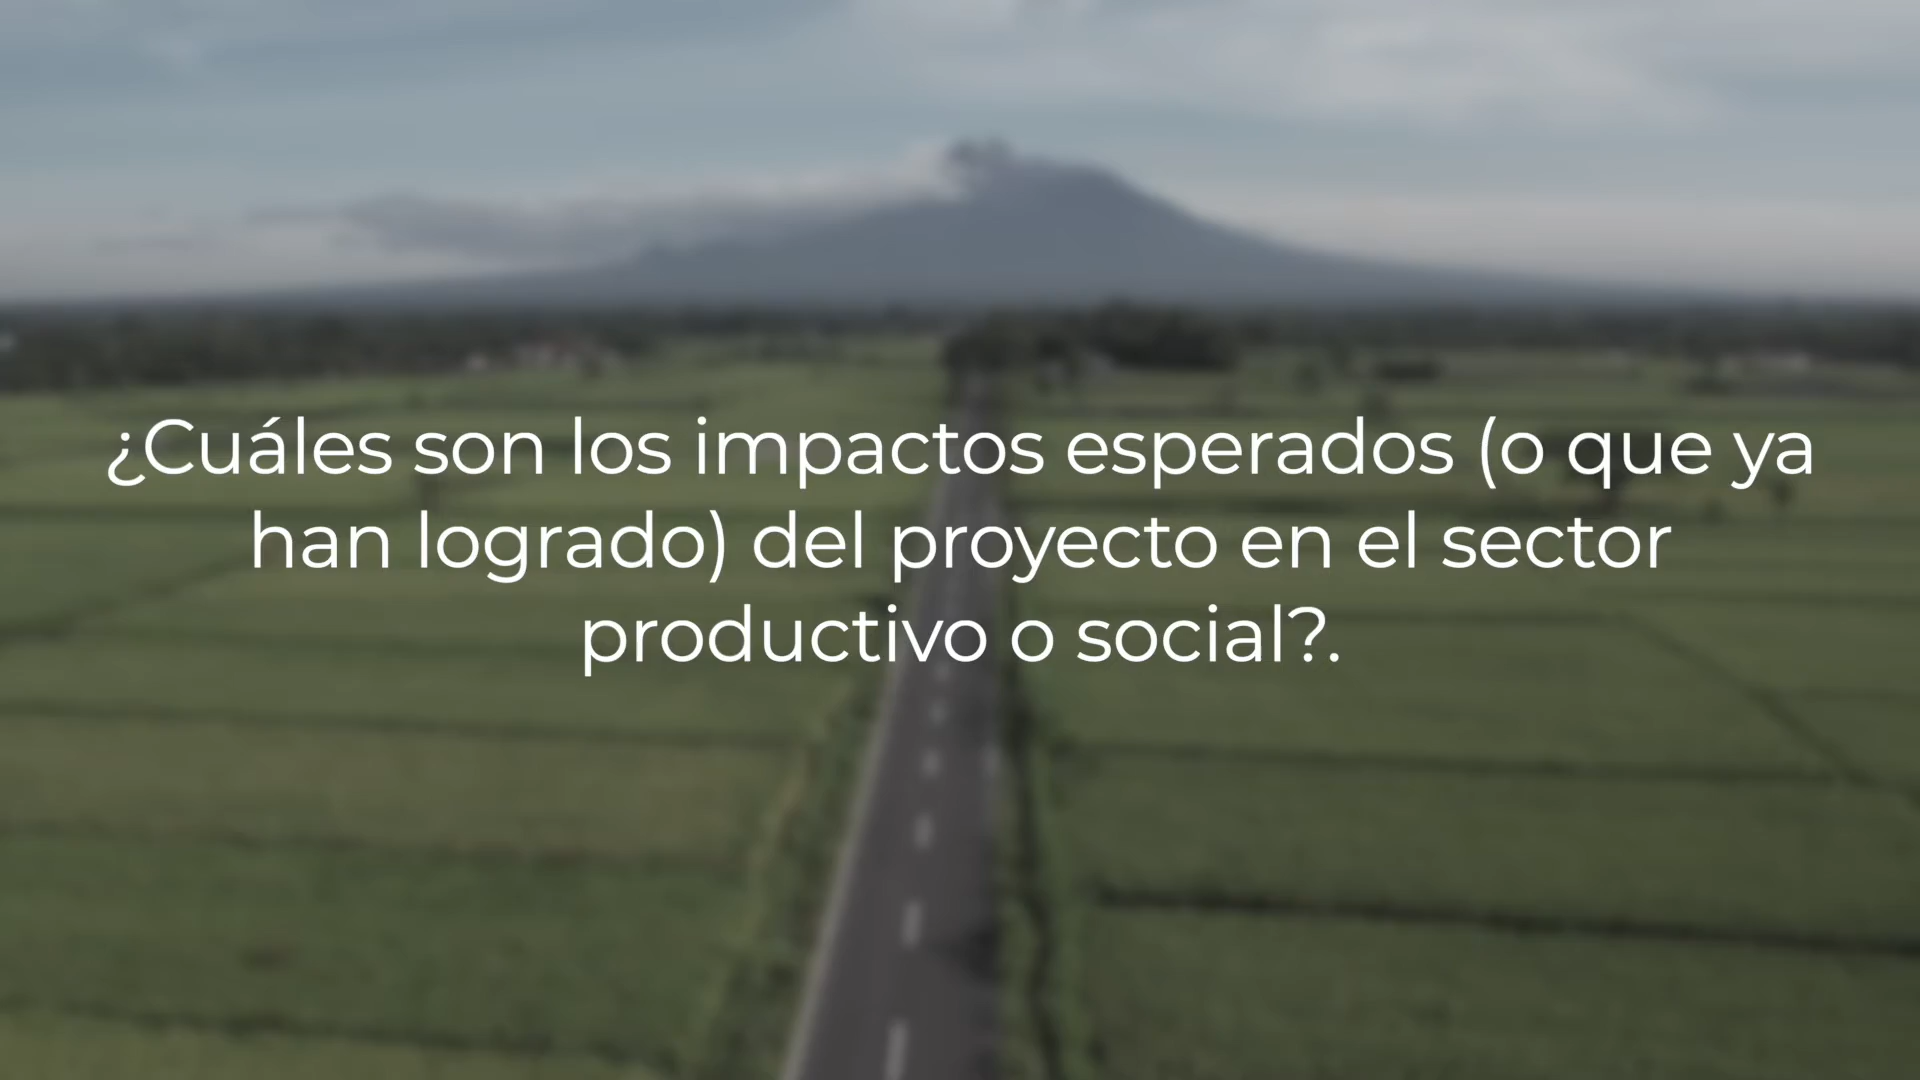 ¿Cuáles son los impactos esperados (o que ya
han logrado) del proyecto en el sector
productivo o social?.